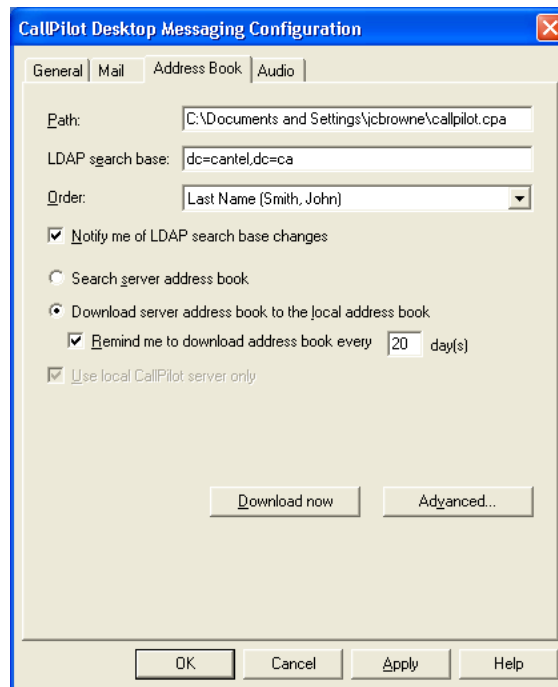 CallPilot Desktop Messaging Configuration
General Mail Address Book Audio
Path: C:\Documents and Settings\jcbrowne\callpilot.cpa
LDAP search base: dc=cantel,dc=ca
Order: Last Name (Smith, John)
Notify me of LDAP search base changes
Search server address book
Download server address book to the local address book
Remind me to download address book every 20 day(s)
Use local CallPilot server only
Download now Advanced...
OK Cancel Apply Help